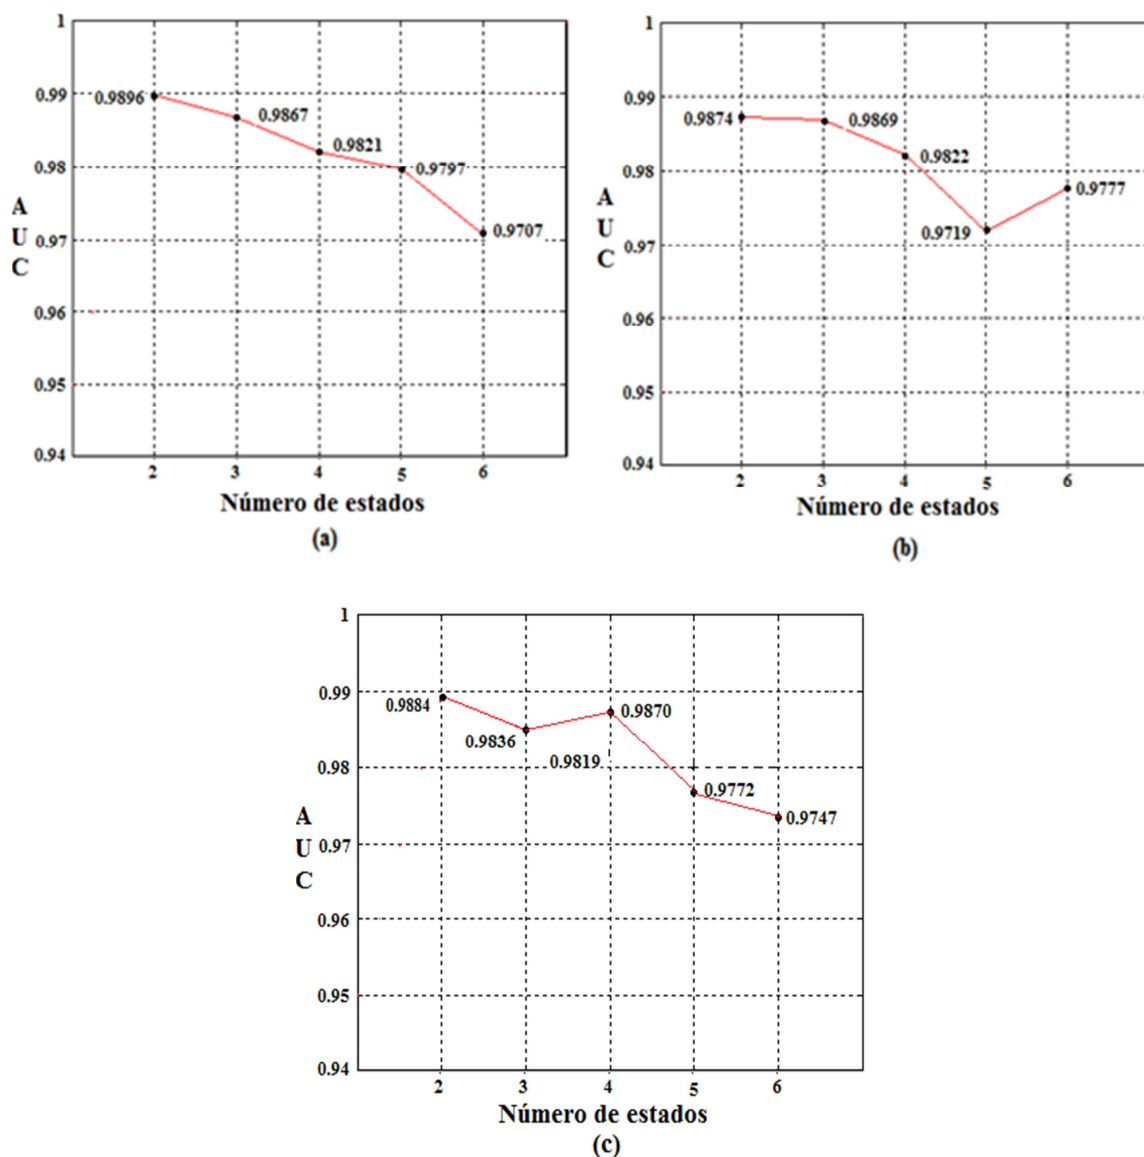 1
0.99
0.98
0.97
0.96
0.95
0.94
A
U
C
0.9896
0.9867
0.9821
0.9797
0.9707
2 3 4 5 6
Número de estados
(a)
1
0.99
0.98
0.97
0.96
0.95
0.94
A
U
C
0.9874
0.9869
0.9822
0.9719
0.9777
2 3 4 5 6
Número de estados
(b)
1
0.99
0.98
0.97
0.96
0.95
0.94
A
U
C
0.9884
0.9836
0.9870
0.9819
0.9772
0.9747
2 3 4 5 6
Número de estados
(c)